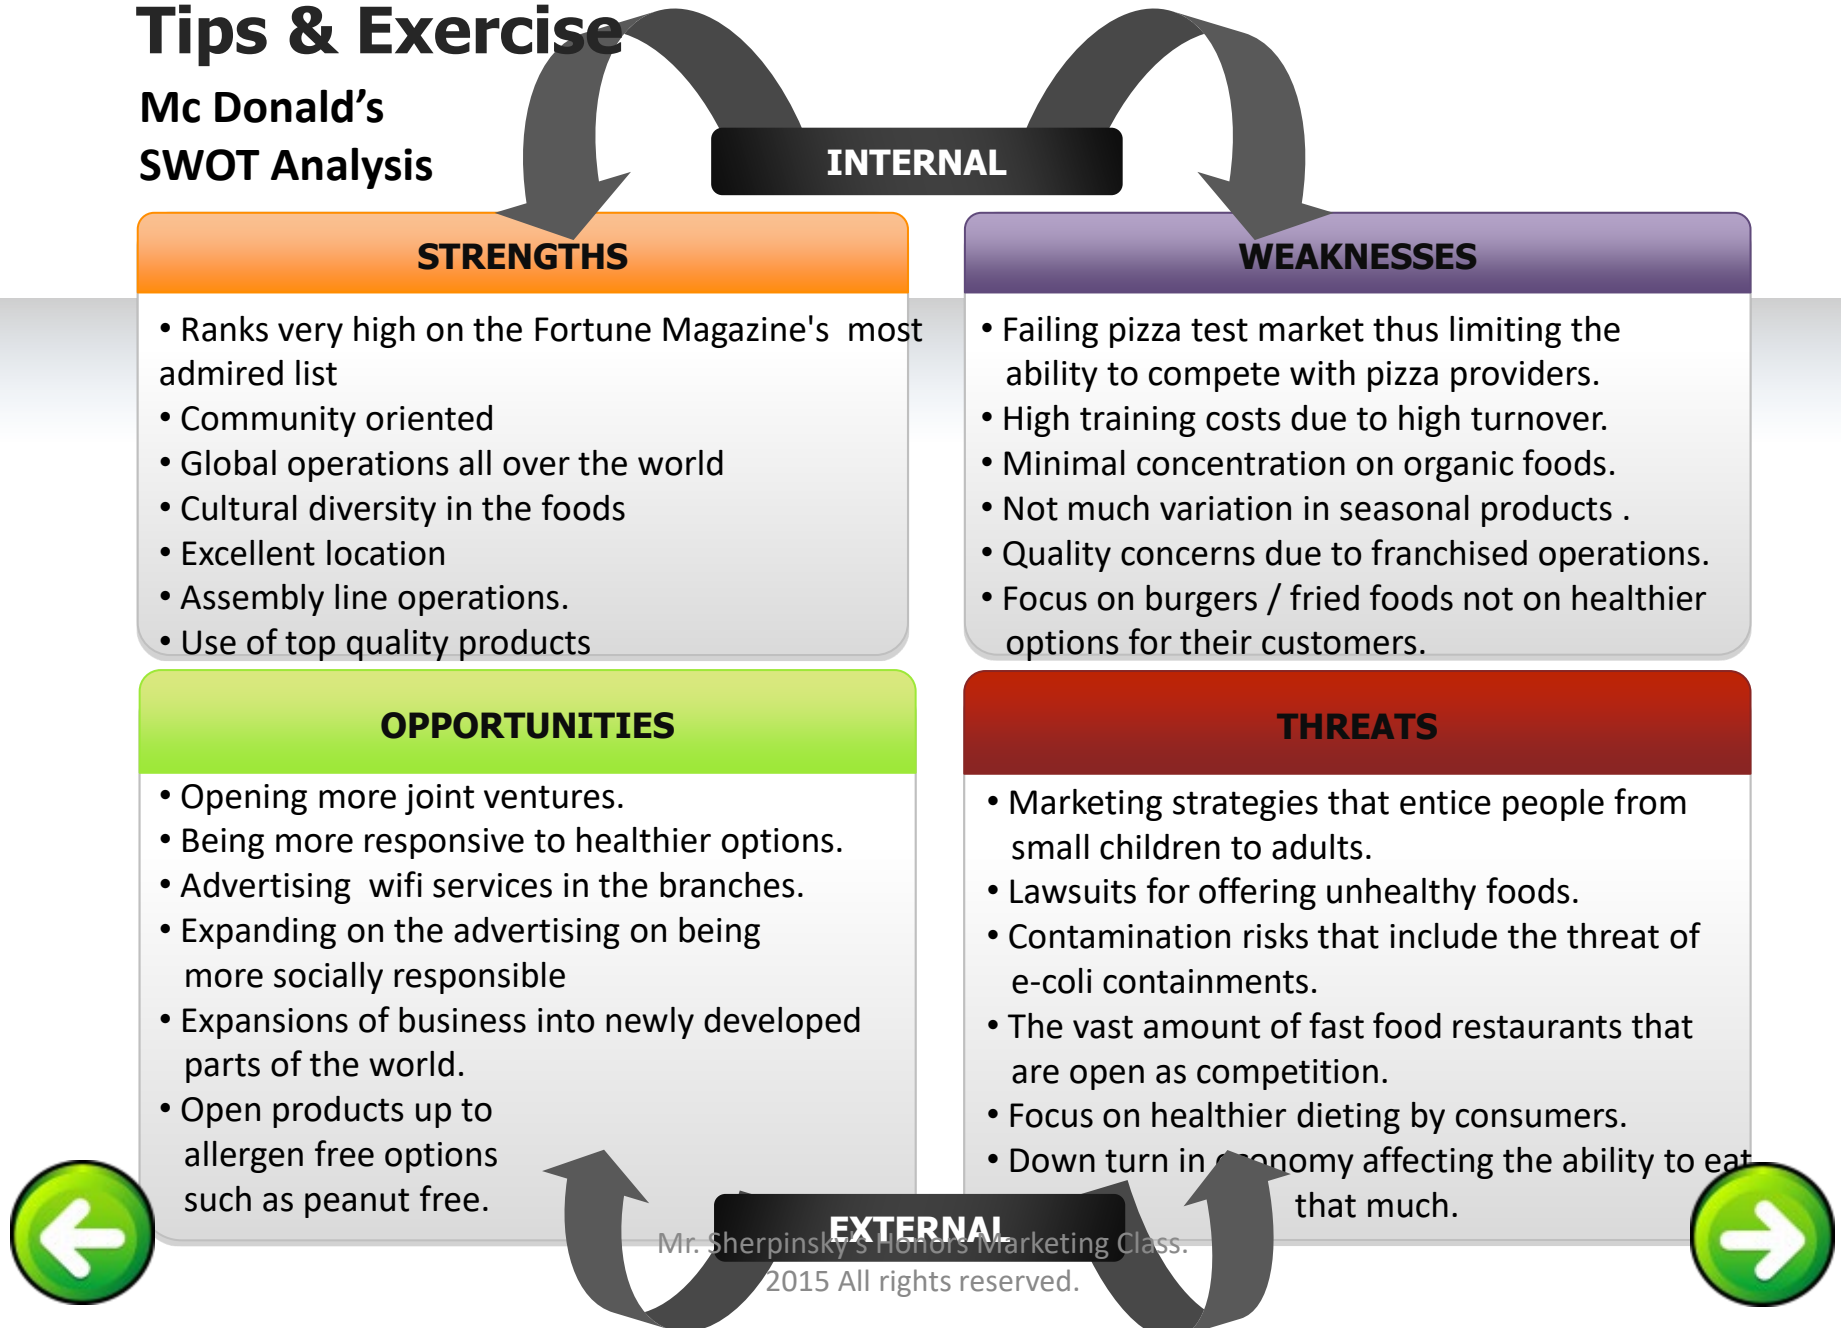 Tips & Exercise
Mc Donald’s
SWOT Analysis
INTERNAL
STRENGTHS
• Ranks very high on the Fortune Magazine's  most
admired list
• Community oriented
• Global operations all over the world
• Cultural diversity in the foods
• Excellent location
• Assembly line operations.
• Use of top quality products
WEAKNESSES
• Failing pizza test market thus limiting the
ability to compete with pizza providers.
• High training costs due to high turnover.
• Minimal concentration on organic foods.
• Not much variation in seasonal products .
• Quality concerns due to franchised operations.
• Focus on burgers / fried foods not on healthier
options for their customers.
OPPORTUNITIES
• Opening more joint ventures.
• Being more responsive to healthier options.
• Advertising  wifi services in the branches.
• Expanding on the advertising on being
more socially responsible
• Expansions of business into newly developed
parts of the world.
• Open products up to
allergen free options
such as peanut free.
THREATS
• Marketing strategies that entice people from
small children to adults.
• Lawsuits for offering unhealthy foods.
• Contamination risks that include the threat of
e-coli containments.
• The vast amount of fast food restaurants that
are open as competition.
• Focus on healthier dieting by consumers.
• Down turn in economy affecting the ability to eat
that much.
EXTERNAL
Mr. Sherpinsky's Honors Marketing Class.
2015 All rights reserved.